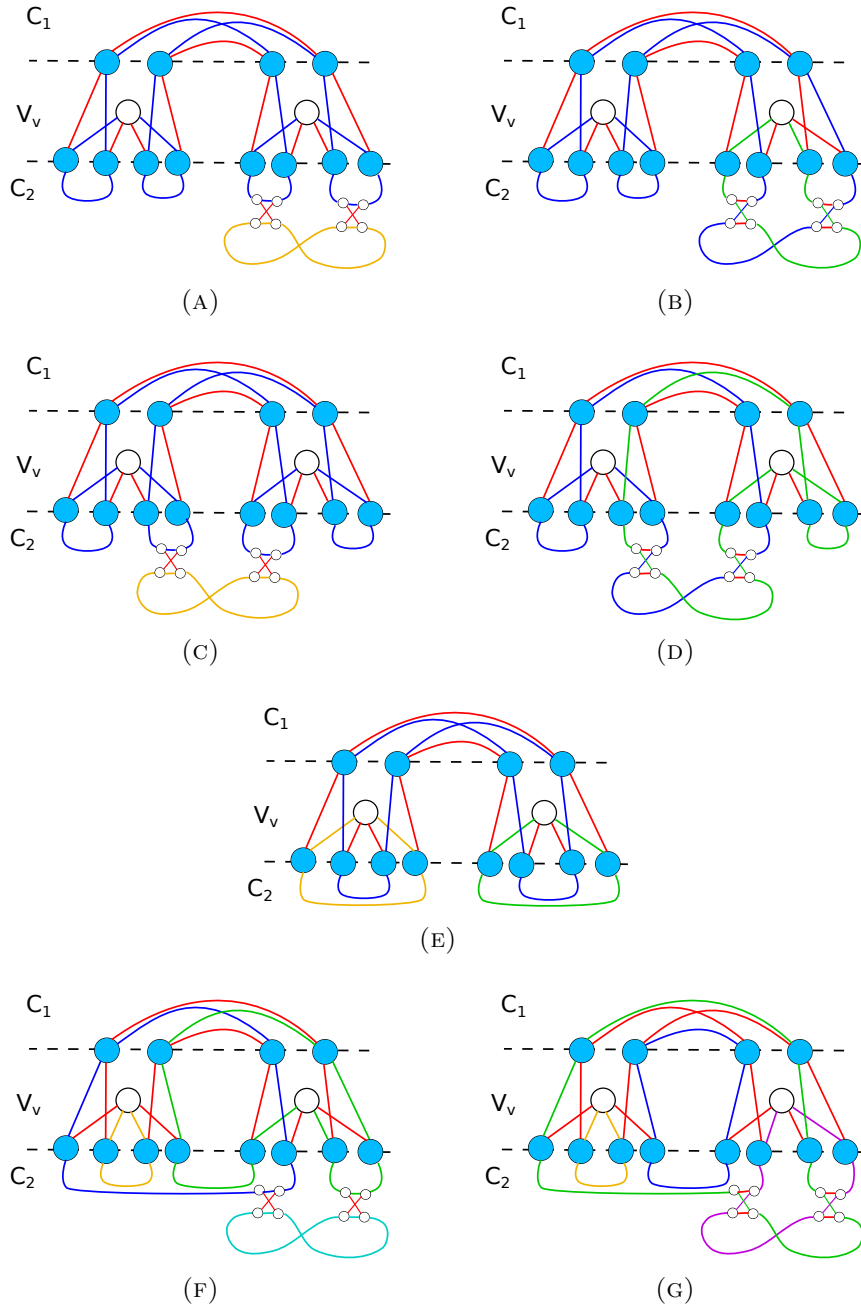 C₁ C₁
Vᵥ Vᵥ
C₂ C₂
(A) (B)
C₁ C₁
Vᵥ Vᵥ
C₂ C₂
(C) (D)
C₁
Vᵥ
C₂
(E)
C₁ C₁
Vᵥ Vᵥ
C₂ C₂
(F) (G)